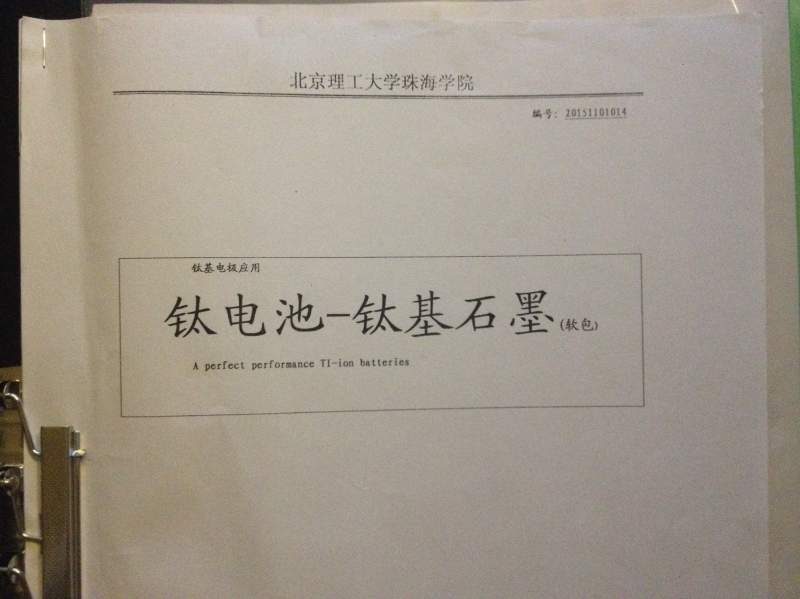 北京理工大学珠海学院
编号: 20151101014
钛基电极应用
钛电池-钛基石墨(软包)
A perfect performance TI-ion batteries